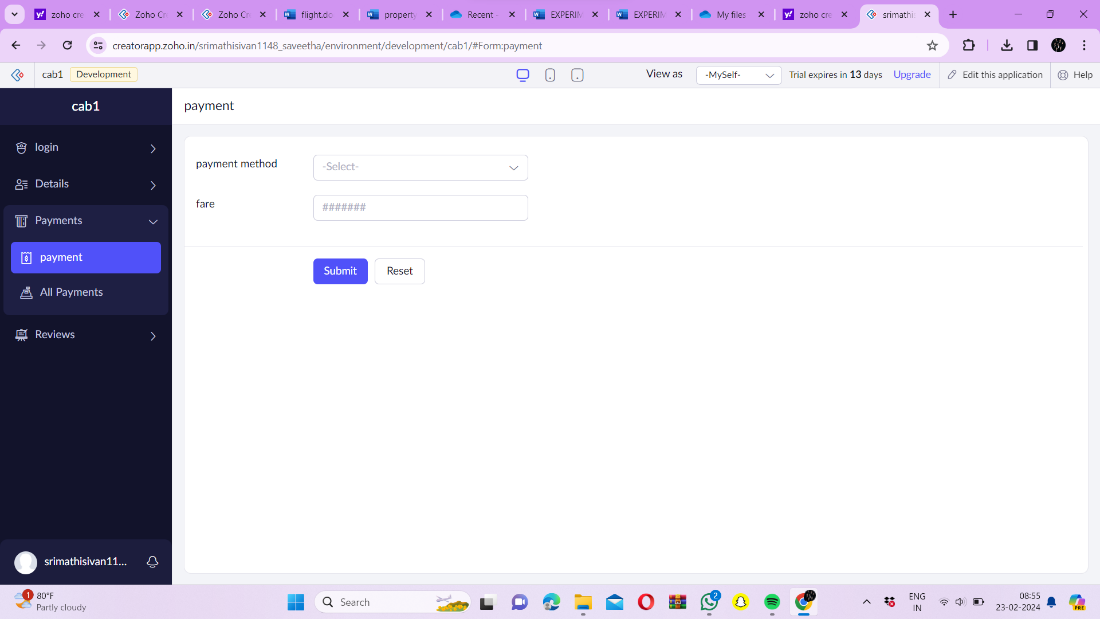 zoho cre
Zoho Cr
Zoho Cr
flight.do
property
Recent -
EXPERIM
EXPERIM
My files
zoho cre
srimathi
creatorapp.zoho.in/srimathisivan1148_saveetha/environment/development/cab1/#Form:payment
cab1 Development View as -MySelf- Trial expires in 13 days Upgrade Edit this application Help
cab1
payment
login
Details
Payments
payment
All Payments
Reviews
payment method -Select-
fare #######
Submit Reset
srimathisivan11...
1 80°F
Partly cloudy
Search
2
ENG
IN
08:55
23-02-2024
PRE